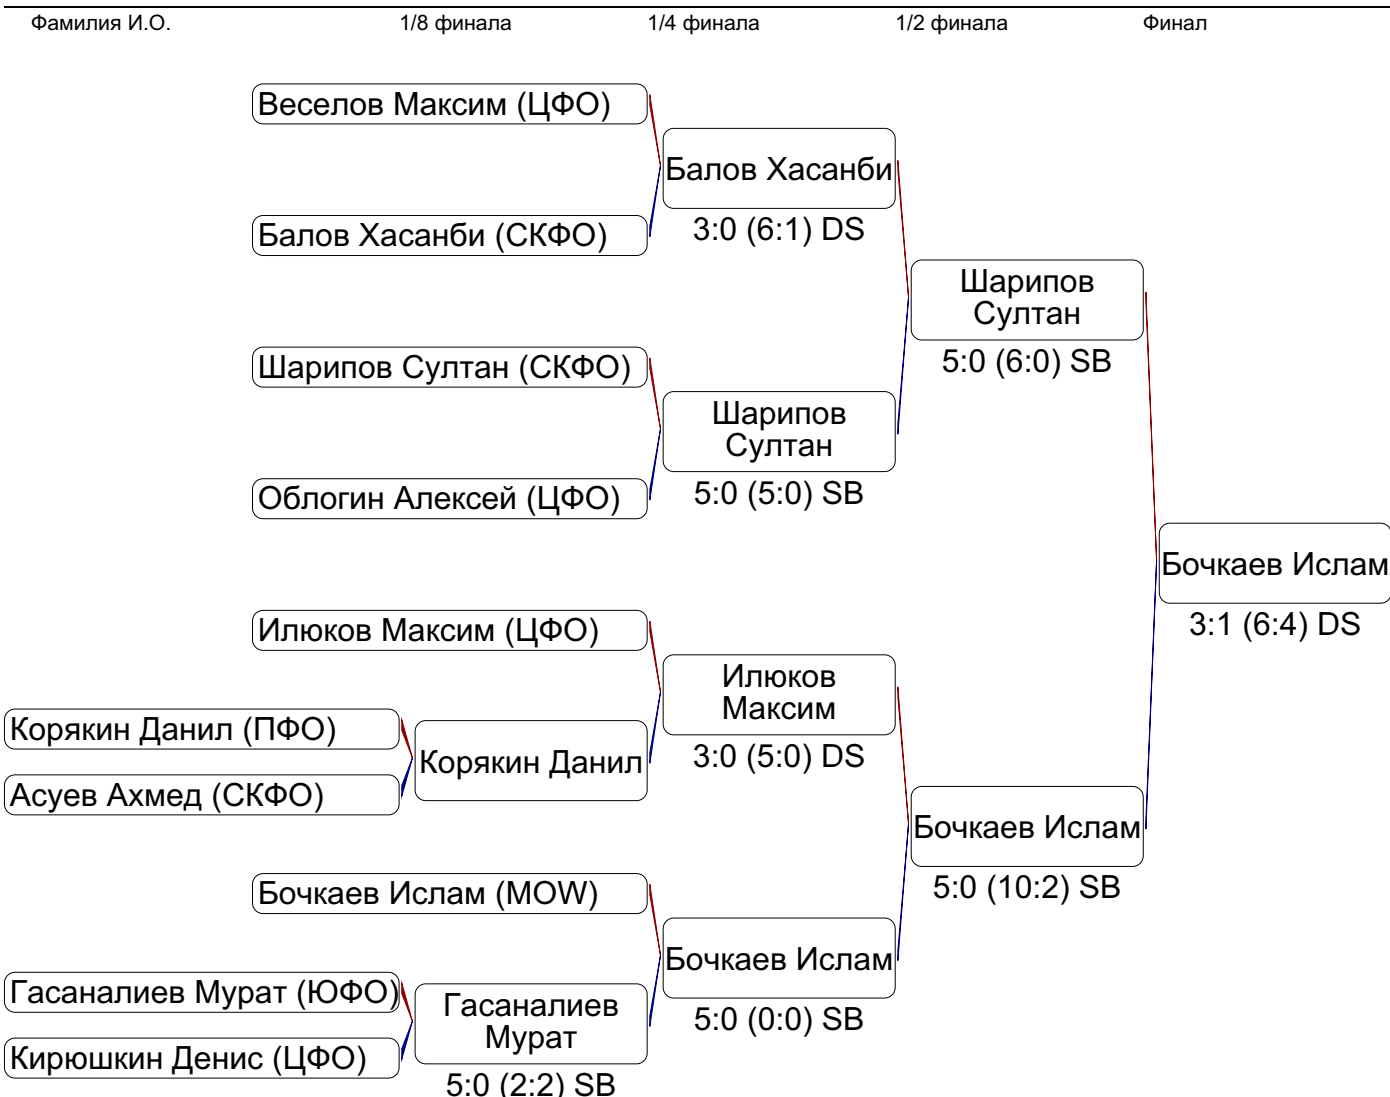 Фамилия И.О. 1/8 финала 1/4 финала 1/2 финала Финал
Веселов Максим (ЦФО)
Балов Хасанби
3:0 (6:1) DS
Балов Хасанби (СКФО)
Шарипов
Султан
5:0 (6:0) SB
Шарипов Султан (СКФО)
Шарипов
Султан
5:0 (5:0) SB
Облогин Алексей (ЦФО)
Бочкаев Ислам
3:1 (6:4) DS
Илюков Максим (ЦФО)
Илюков
Максим
3:0 (5:0) DS
Корякин Данил (ПФО)
Корякин Данил
Асуев Ахмед (СКФО)
Бочкаев Ислам
5:0 (10:2) SB
Бочкаев Ислам (MOW)
Бочкаев Ислам
5:0 (0:0) SB
Гасаналиев Мурат (ЮФО)
Гасаналиев
Мурат
5:0 (2:2) SB
Кирюшкин Денис (ЦФО)